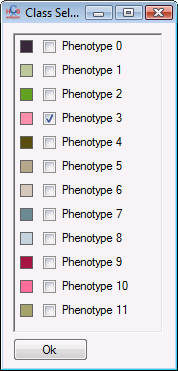 Class Sel...
Phenotype 0
Phenotype 1
Phenotype 2
Phenotype 3
Phenotype 4
Phenotype 5
Phenotype 6
Phenotype 7
Phenotype 8
Phenotype 9
Phenotype 10
Phenotype 11
Ok